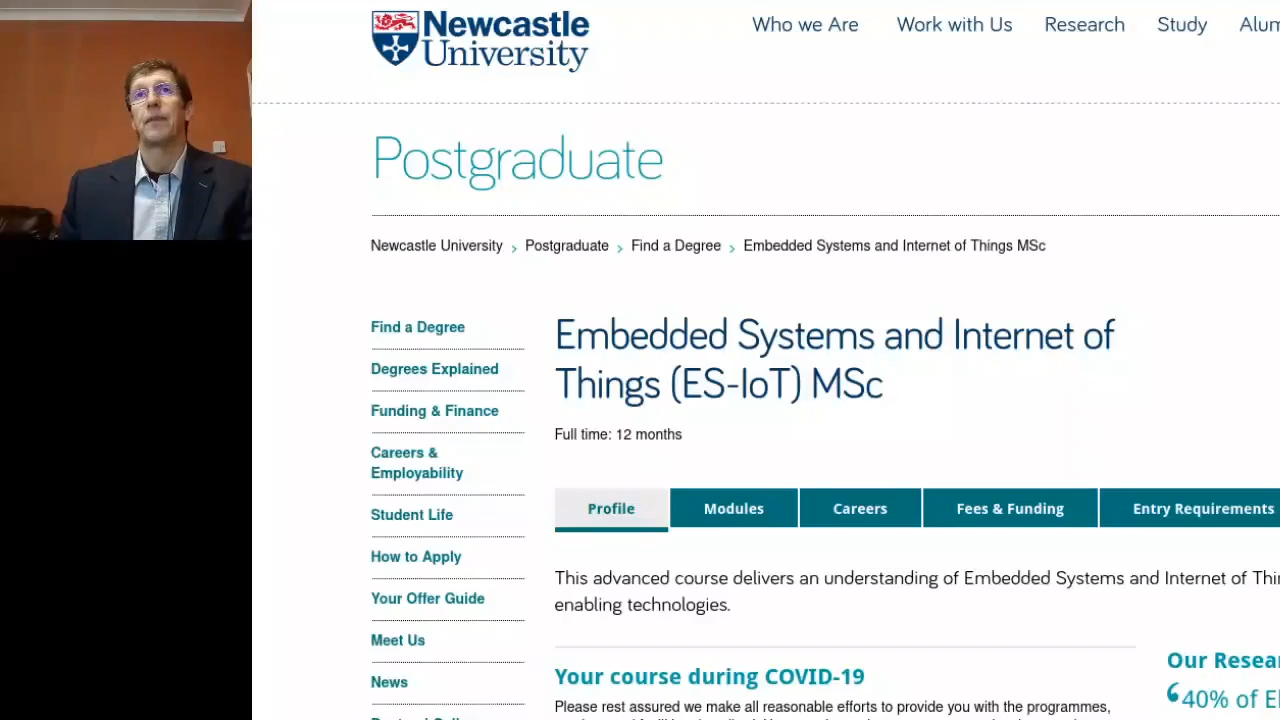 Newcastle
University
Who we Are Work with Us Research Study Alum
Postgraduate
Newcastle University › Postgraduate › Find a Degree › Embedded Systems and Internet of Things MSc
Find a Degree
Degrees Explained
Funding & Finance
Careers &
Employability
Student Life
How to Apply
Your Offer Guide
Meet Us
News
Embedded Systems and Internet of
Things (ES-IoT) MSc
Full time: 12 months
Profile Modules Careers Fees & Funding Entry Requirements
This advanced course delivers an understanding of Embedded Systems and Internet of Thi
enabling technologies.
Your course during COVID-19
Please rest assured we make all reasonable efforts to provide you with the programmes,
Our Resea
40% of El